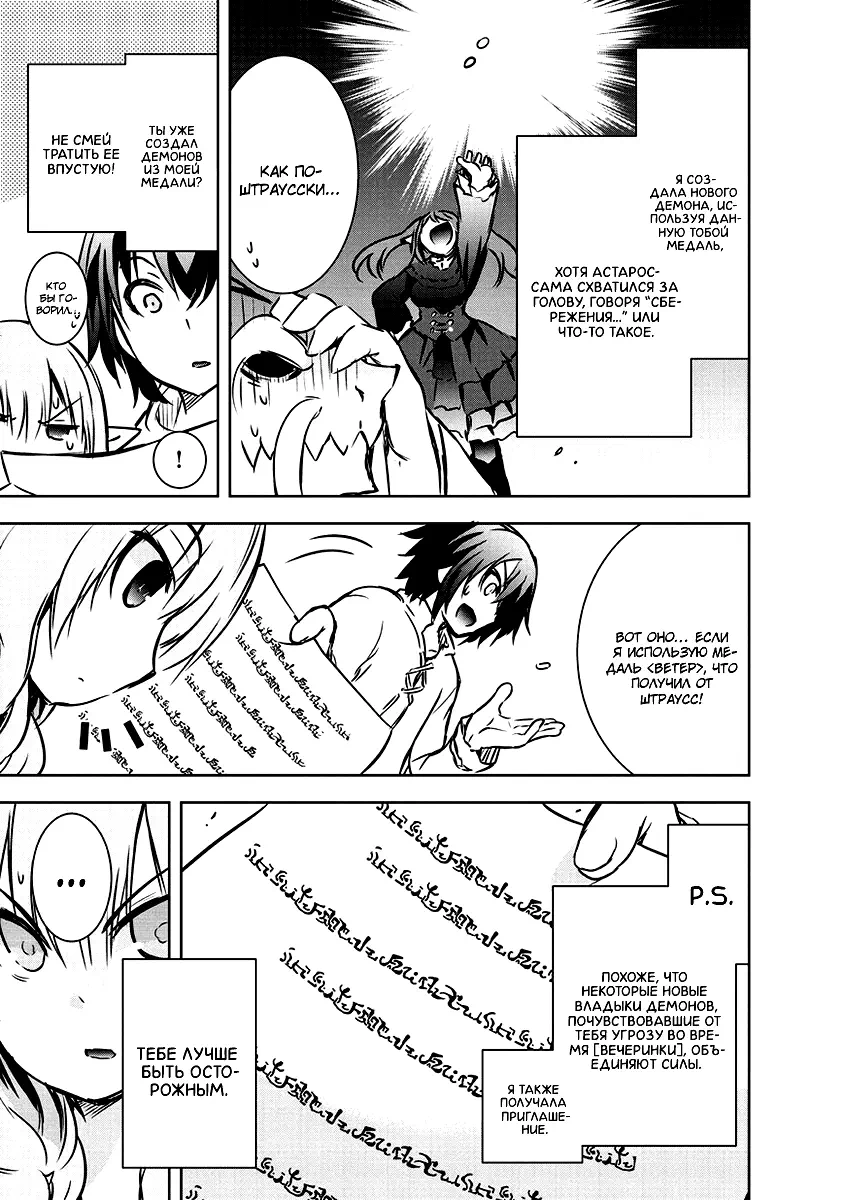 Я СО-
ЗДАЛА НОВОГО
ДЕМОНА, ИС-
ПОЛЬЗУЯ ДАН-
НУЮ ТОБОЙ
МЕДАЛЬ,
ХОТЯ АСТАРОС-
САМА СХВАТИЛСЯ ЗА
ГОЛОВУ, ГОВОРЯ “СБЕ-
РЕЖЕНИЯ...” ИЛИ
ЧТО-ТО ТАКОЕ.
КАК ПО-
ШТРАУССКИ...
ТЫ УЖЕ
СОЗДАЛ
ДЕМОНОВ
ИЗ МОЕЙ
МЕДАЛИ?
НЕ СМЕЙ
ТРАТИТЬ ЕЕ
ВПУСТУЮ!
КТО
БЫ ГО-
ВОРИЛ...
!
ВОТ ОНО... ЕСЛИ
Я ИСПОЛЬЗУЮ МЕ-
ДАЛЬ <ВЕТЕР>, ЧТО
ПОЛУЧИЛ ОТ
ШТРАУСС!
P.S.
ПОХОЖЕ, ЧТО
НЕКОТОРЫЕ НОВЫЕ
ВЛАДЫКИ ДЕМОНОВ,
ПОЧУВСТВОВАВШИЕ ОТ
ТЕБЯ УГРОЗУ ВО ВРЕ-
МЯ [ВЕЧЕРИНКИ], ОБЪ-
ЕДИНЯЮТ СИЛЫ.
Я ТАКЖЕ
ПОЛУЧАЛА
ПРИГЛАШЕ-
НИЕ.
ТЕБЕ ЛУЧШЕ
БЫТЬ ОСТО-
РОЖНЫМ.
...